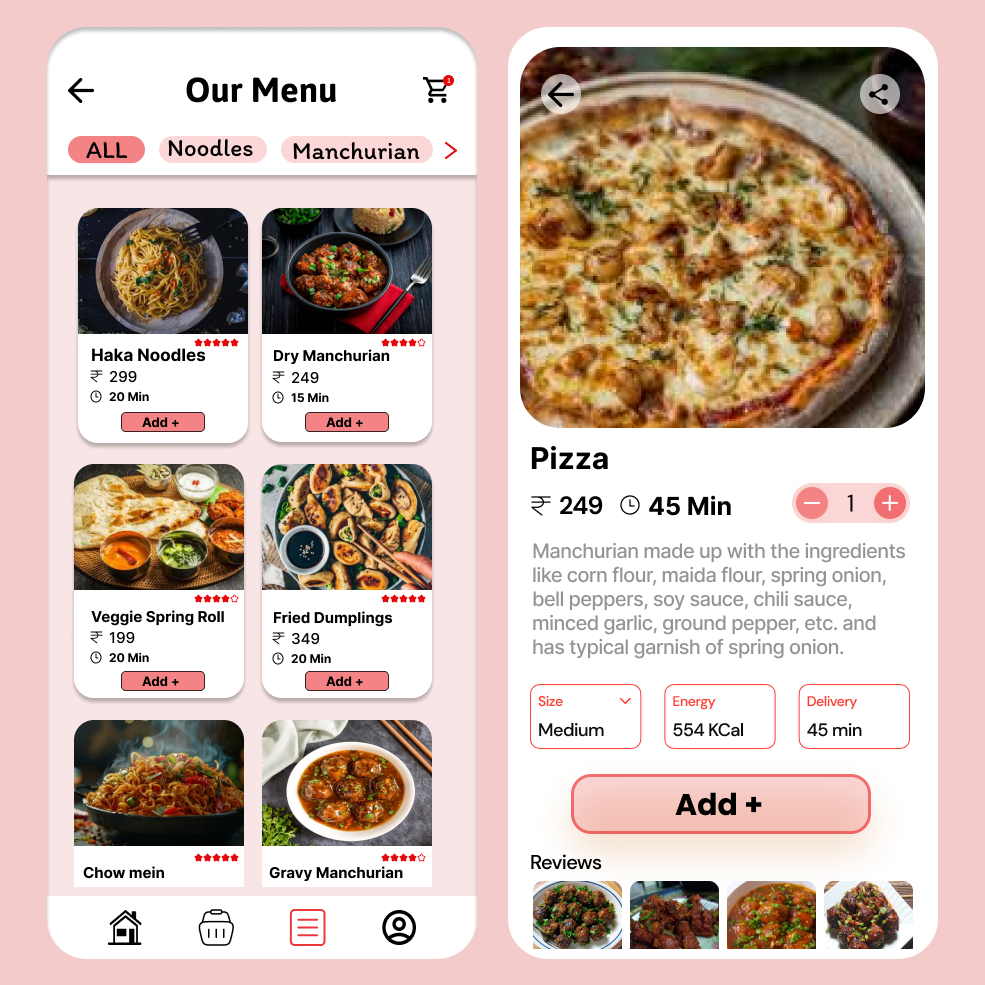 Our Menu
1
ALL
Noodles
Manchurian
Haka Noodles
₹ 299
20 Min
Add +
Dry Manchurian
₹ 249
15 Min
Add +
Veggie Spring Roll
₹ 199
20 Min
Add +
Fried Dumplings
₹ 349
20 Min
Add +
Chow mein
Gravy Manchurian
Pizza
₹ 249
45 Min
1
Manchurian made up with the ingredients
like corn flour, maida flour, spring onion,
bell peppers, soy sauce, chili sauce,
minced garlic, ground pepper, etc. and
has typical garnish of spring onion.
Size
Medium
Energy
554 KCal
Delivery
45 min
Add +
Reviews